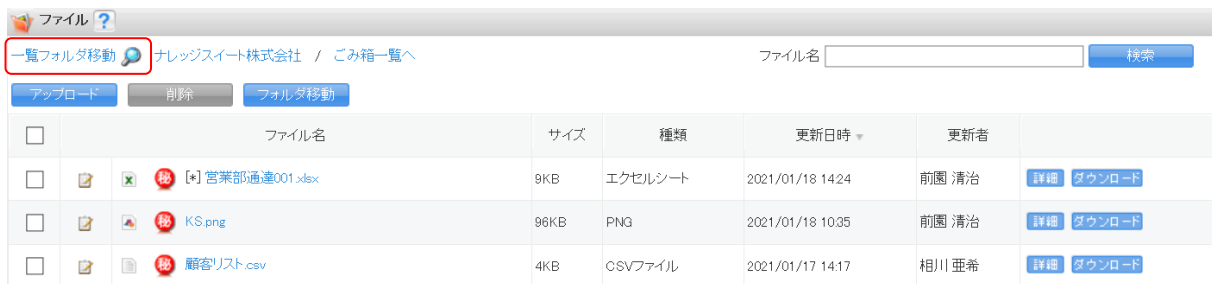 ファイル ?
一覧フォルダ移動 ナレッジスイート株式会社 / ごみ箱一覧へ ファイル名 検索
アップロード 削除 フォルダ移動
ファイル名 サイズ 種類 更新日時 更新者
秘 [*] 営業部通達001.xlsx 9KB エクセルシート 2021/01/18 14:24 前園 清治 詳細 ダウンロード
秘 KS.png 96KB PNG 2021/01/18 10:35 前園 清治 詳細 ダウンロード
秘 顧客リスト.csv 4KB CSVファイル 2021/01/17 14:17 相川 亜希 詳細 ダウンロード